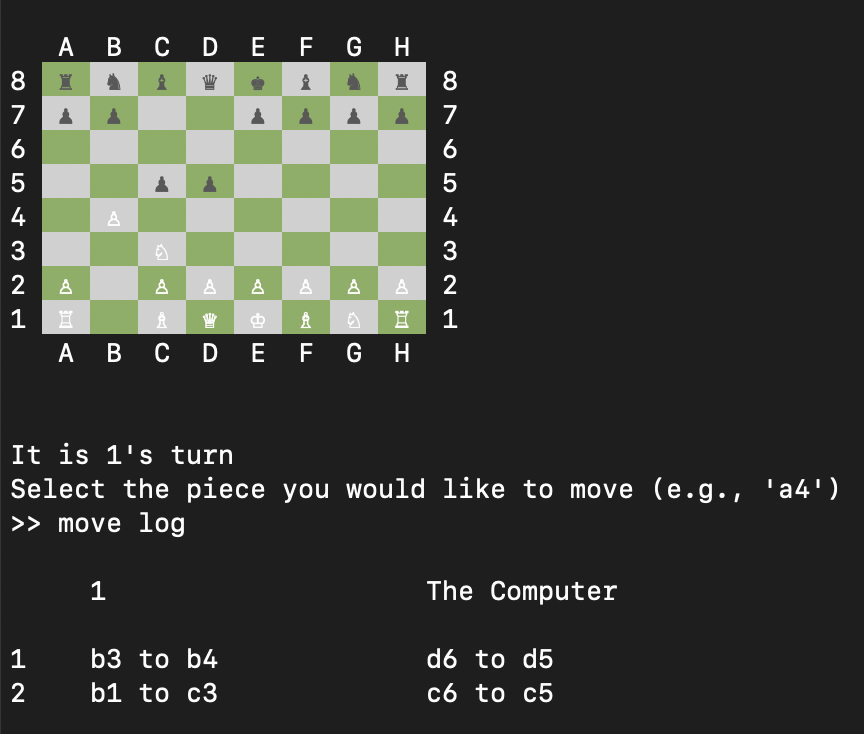 A B C D E F G H
8 ♜ ♞ ♝ ♛ ♚ ♝ ♞ ♜ 8
7 ♟ ♟ ♟ ♟ ♟ ♟ 7
6 6
5 ♟ ♟ 5
4 ♙ 4
3 ♘ 3
2 ♙ ♙ ♙ ♙ ♙ ♙ ♙ 2
1 ♖ ♗ ♛ ♔ ♗ ♘ ♖ 1
A B C D E F G H
It is 1's turn
Select the piece you would like to move (e.g., 'a4')
>> move log
1 The Computer
1 b3 to b4 d6 to d5
2 b1 to c3 c6 to c5